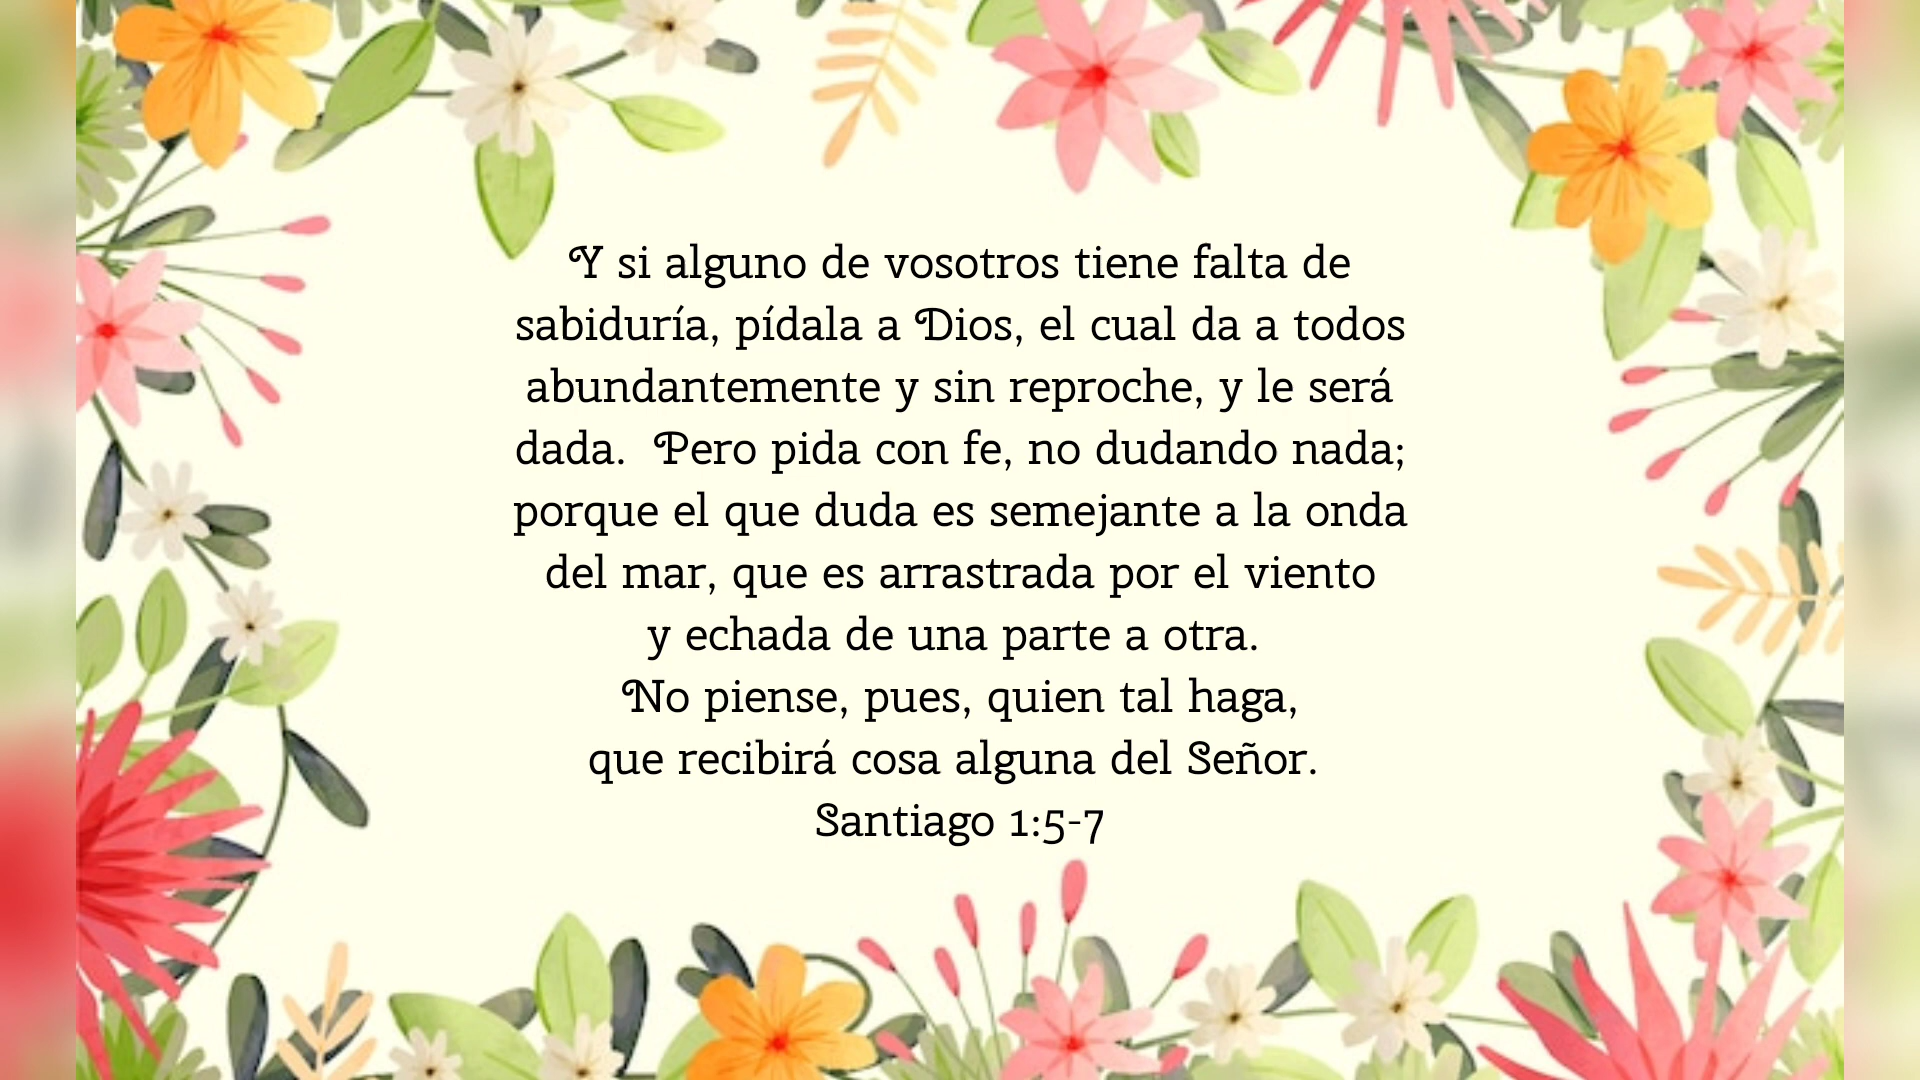 Y si alguno de vosotros tiene falta de
sabiduría, pídala a Dios, el cual da a todos
abundantemente y sin reproche, y le será
dada.  Pero pida con fe, no dudando nada;
porque el que duda es semejante a la onda
del mar, que es arrastrada por el viento
y echada de una parte a otra.
No piense, pues, quien tal haga,
que recibirá cosa alguna del Señor.
Santiago 1:5-7